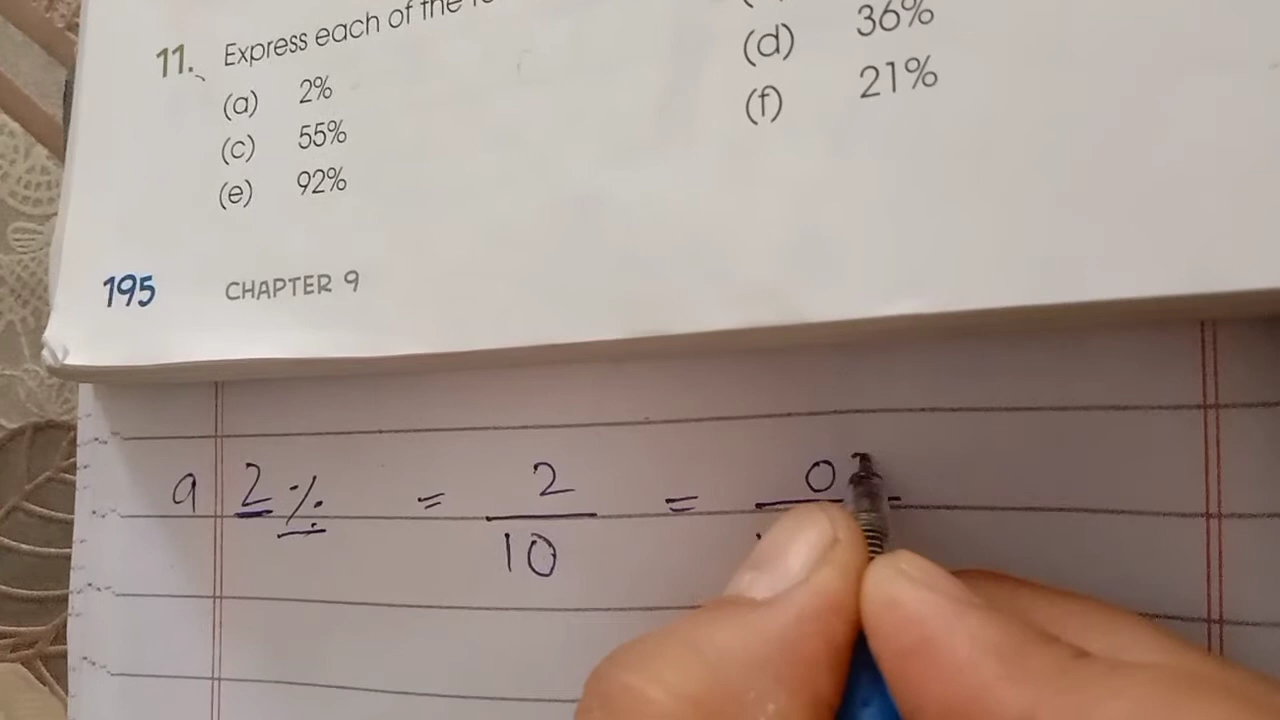 11. Express each of the
(a) 2%
(d) 36%
(c) 55%
(f) 21%
(e) 92%
195 CHAPTER 9
a 2% = 2/10 = 0